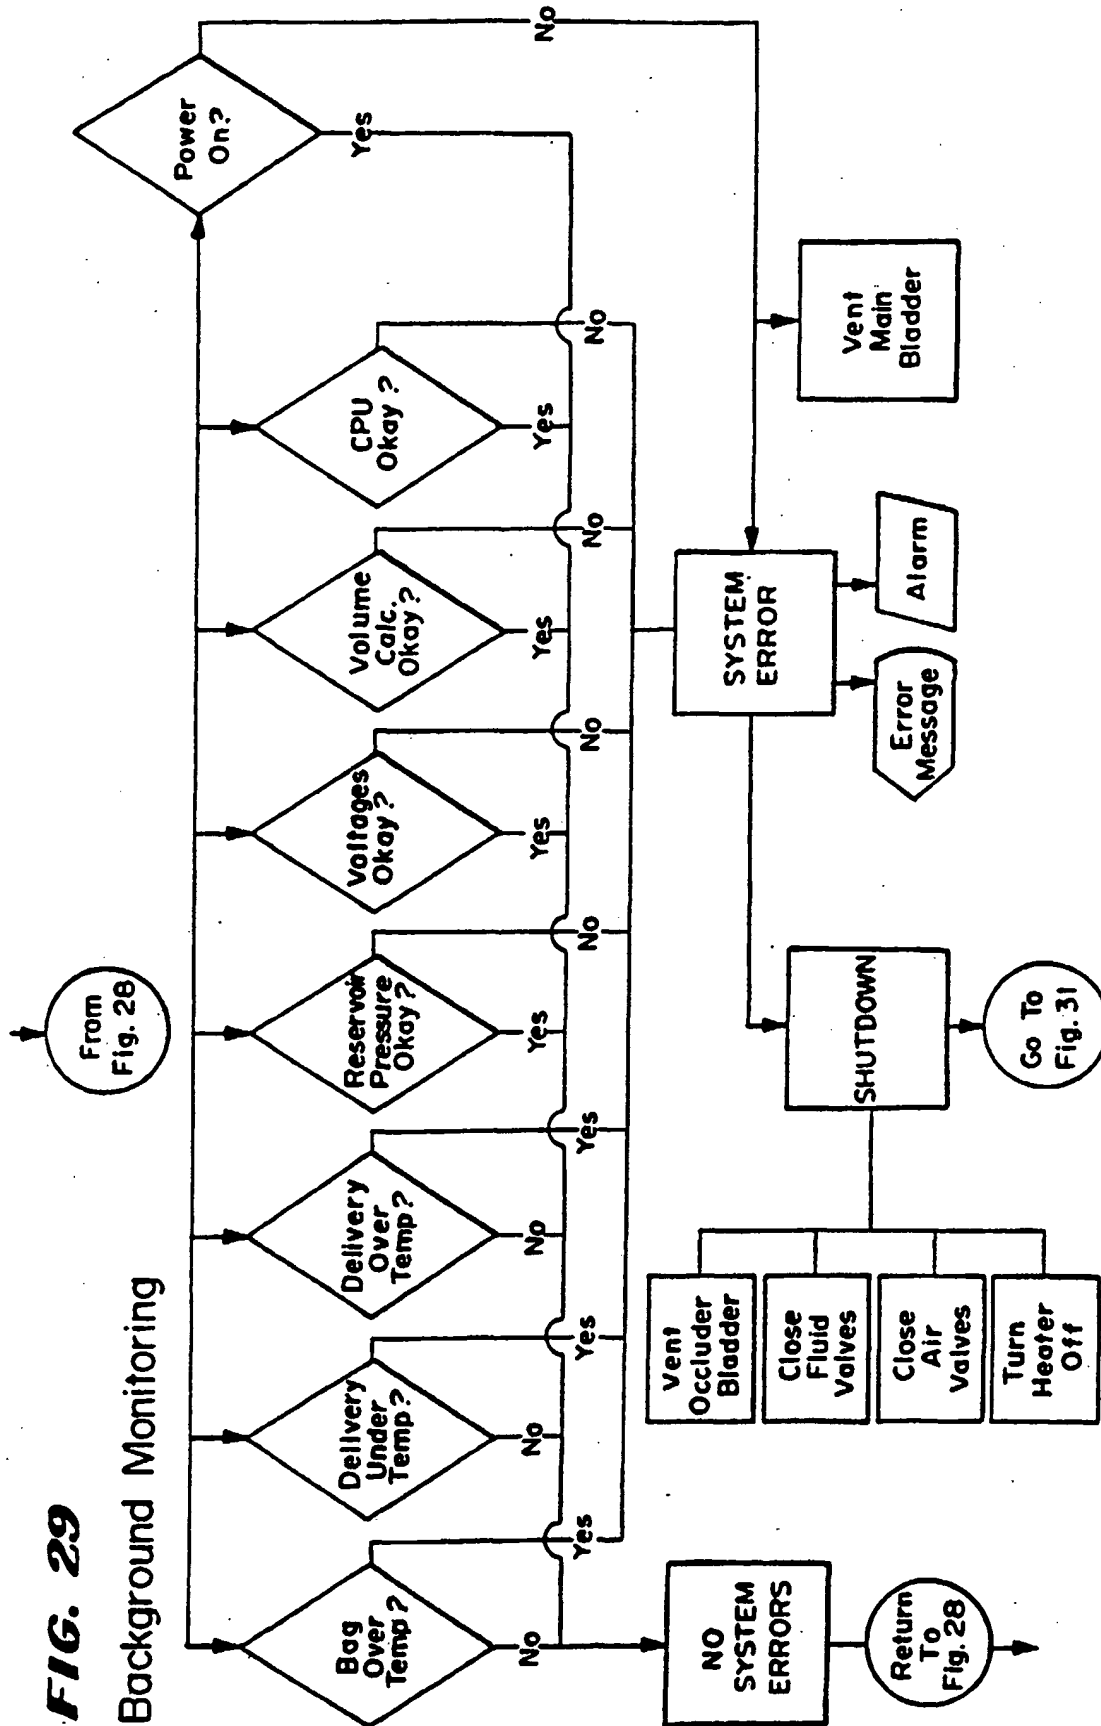 FIG. 29
Background Monitoring
From
Fig. 28
Bag
Over
Temp?
Delivery
Under
Temp?
Delivery
Over
Temp?
Reservoir
Pressure
Okay?
Voltages
Okay?
Volume
Calc.
Okay?
CPU
Okay?
Power
On?
No
Yes
No
Yes
No
Yes
Yes
No
Yes
No
Yes
No
Yes
No
Yes
No
NO
SYSTEM
ERRORS
Return
To
Fig. 28
Vent
Occluder
Bladder
Close
Fluid
Valves
Close
Air
Valves
Turn
Heater
Off
SHUTDOWN
Go To
Fig. 31
SYSTEM
ERROR
Error
Message
Alarm
Vent
Main
Bladder